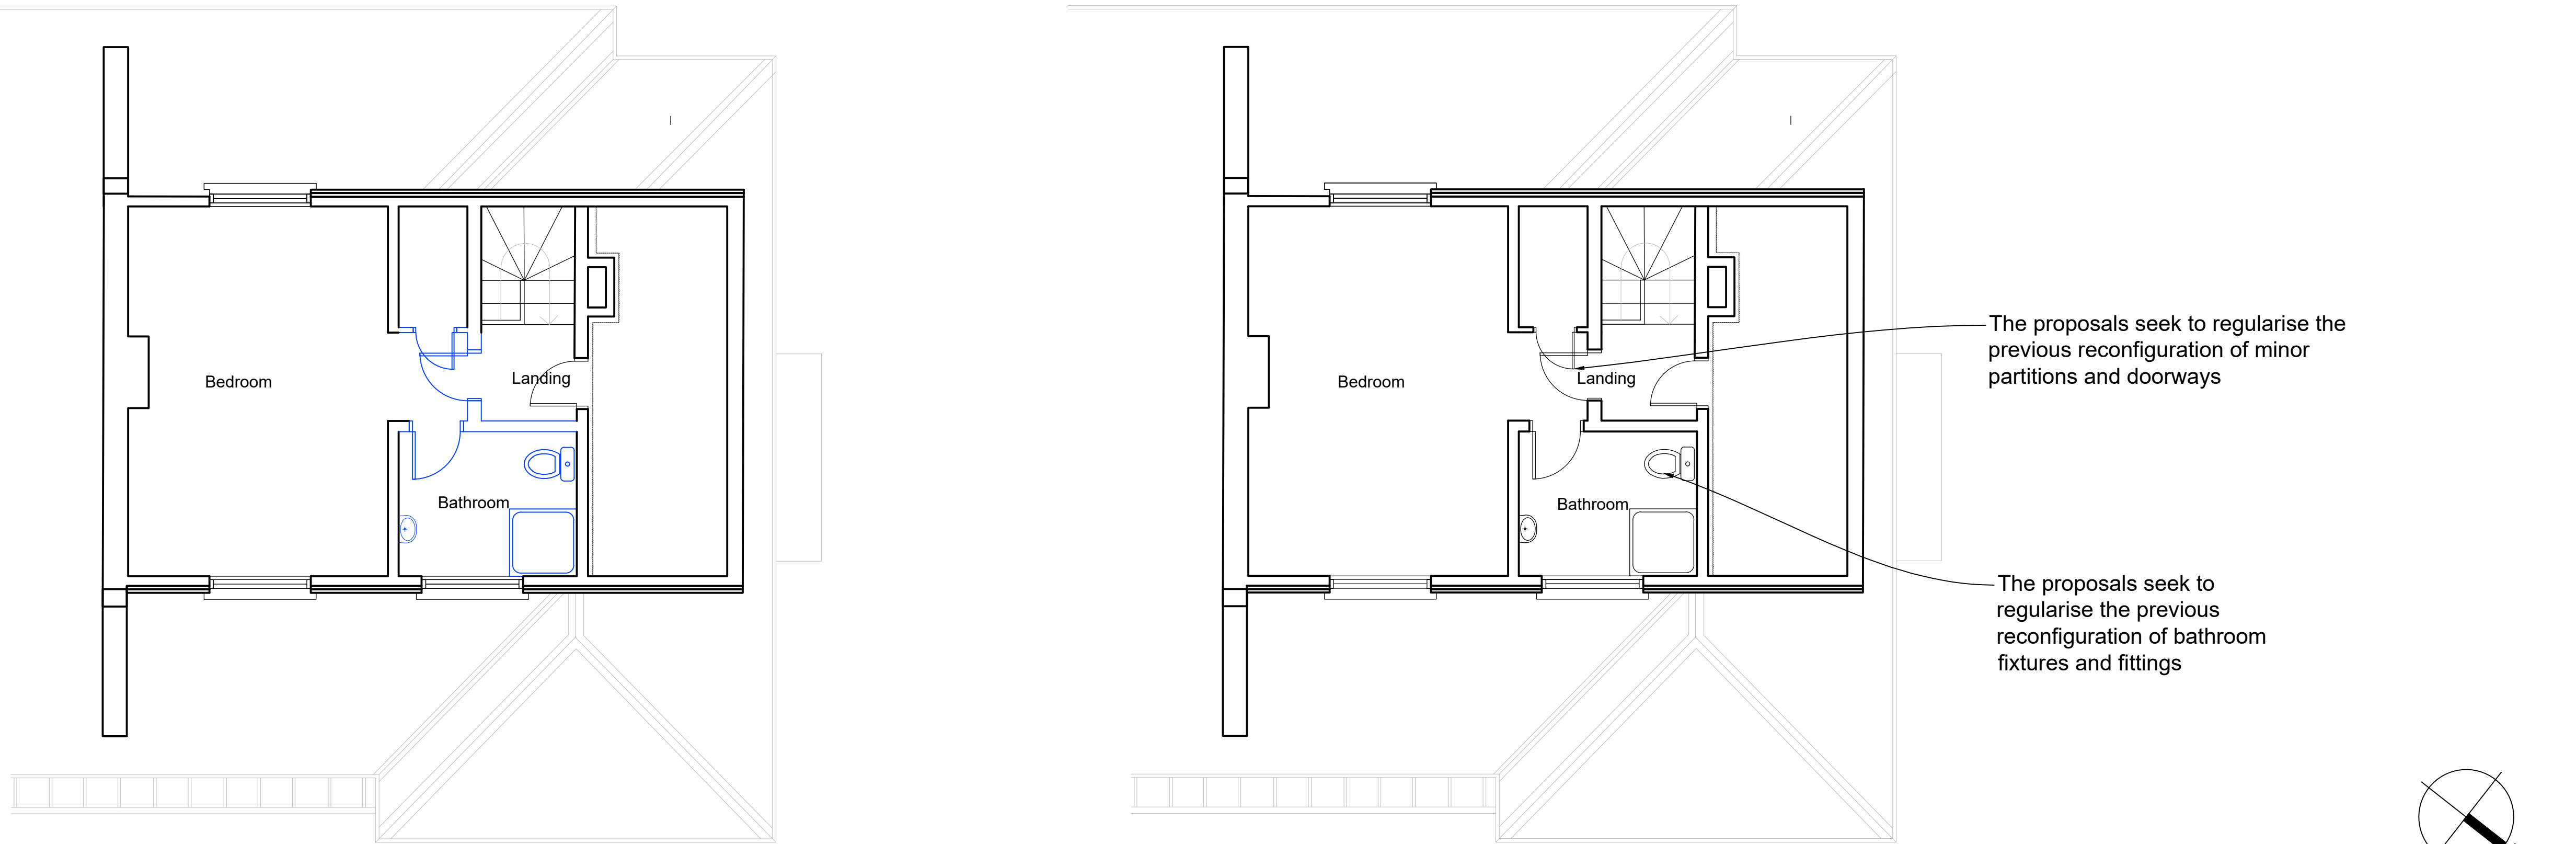 Bedroom
Landing
Bathroom
Bedroom
Landing
Bathroom
The proposals seek to regularise the
previous reconfiguration of minor
partitions and doorways
The proposals seek to
regularise the previous
reconfiguration of bathroom
fixtures and fittings